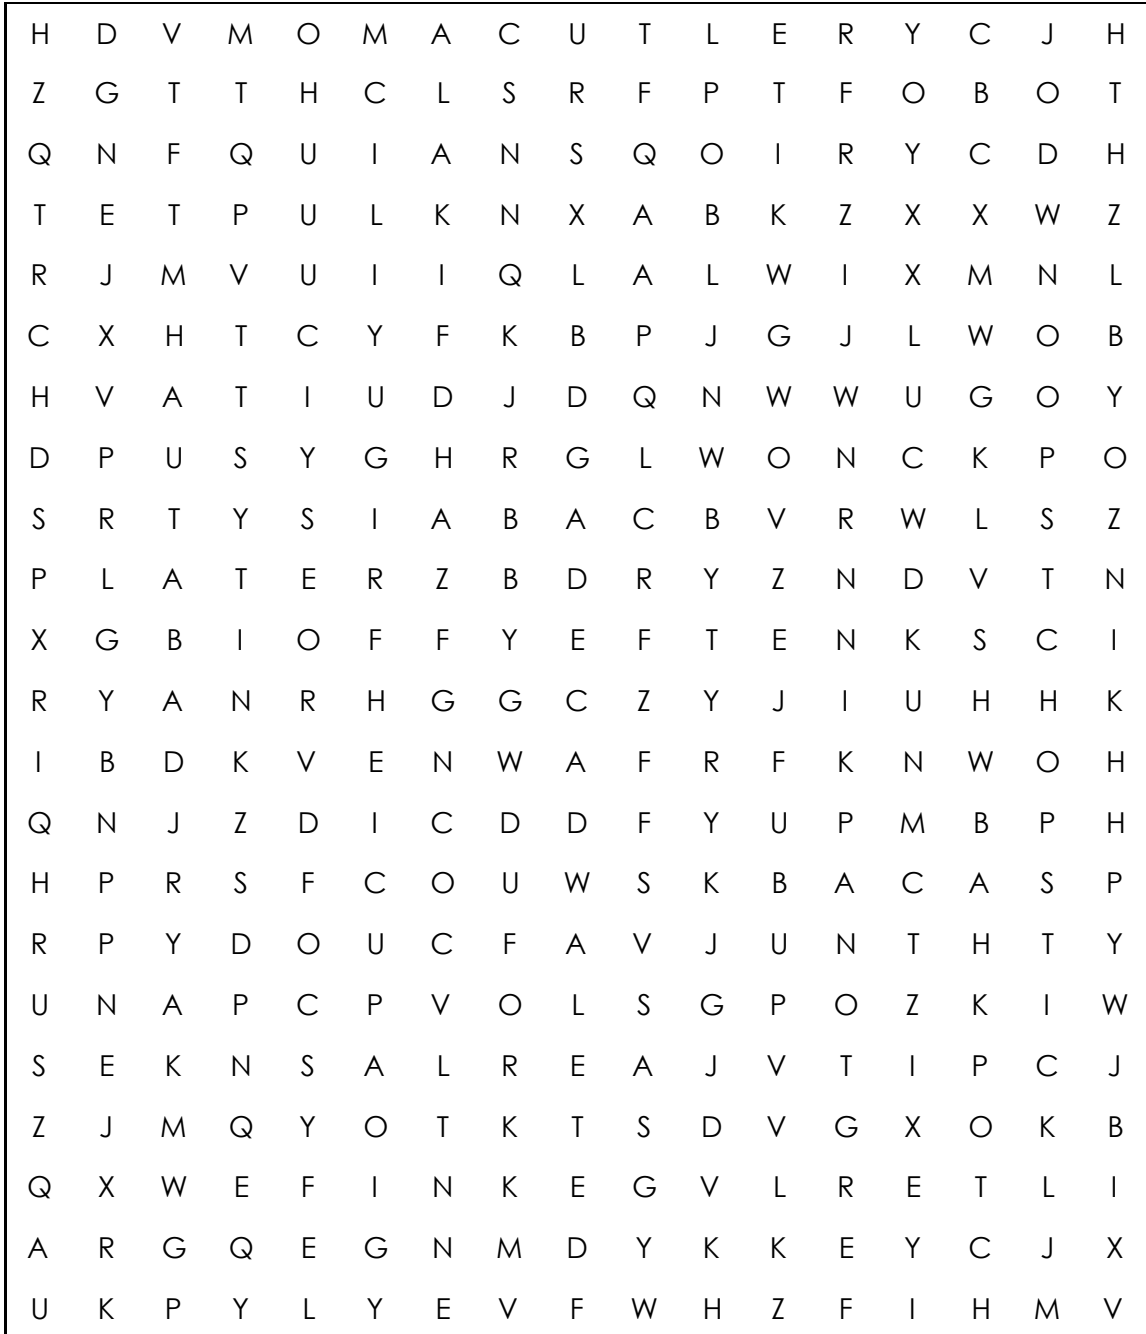 H D V M O M A C U T L E R Y C J H
Z G T T H C L S R F P T F O B O T
Q N F Q U I A N S Q O I R Y C D H
T E T P U L K N X A B K Z X X W Z
R J M V U I I Q L A L W I X M N L
C X H T C Y F K B P J G J L W O B
H V A T I U D J D Q N W W U G O Y
D P U S Y G H R G L W O N C K P O
S R T Y S I A B A C B V R W L S Z
P L A T E R Z B D R Y Z N D V T N
X G B I O F F Y E F T E N K S C I
R Y A N R H G G C Z Y J I U H H K
I B D K V E N W A F R F K N W O H
Q N J Z D I C D D F Y U P M B P H
H P R S F C O U W S K B A C A S P
R P Y D O U C F A V J U N T H T Y
U N A P C P V O L S G P O Z K I W
S E K N S A L R E A J V T I P C J
Z J M Q Y O T K T S D V G X O K B
Q X W E F I N K E G V L R E T L I
A R G Q E G N M D Y K K E Y C J X
U K P Y L Y E V F W H Z F I H M V